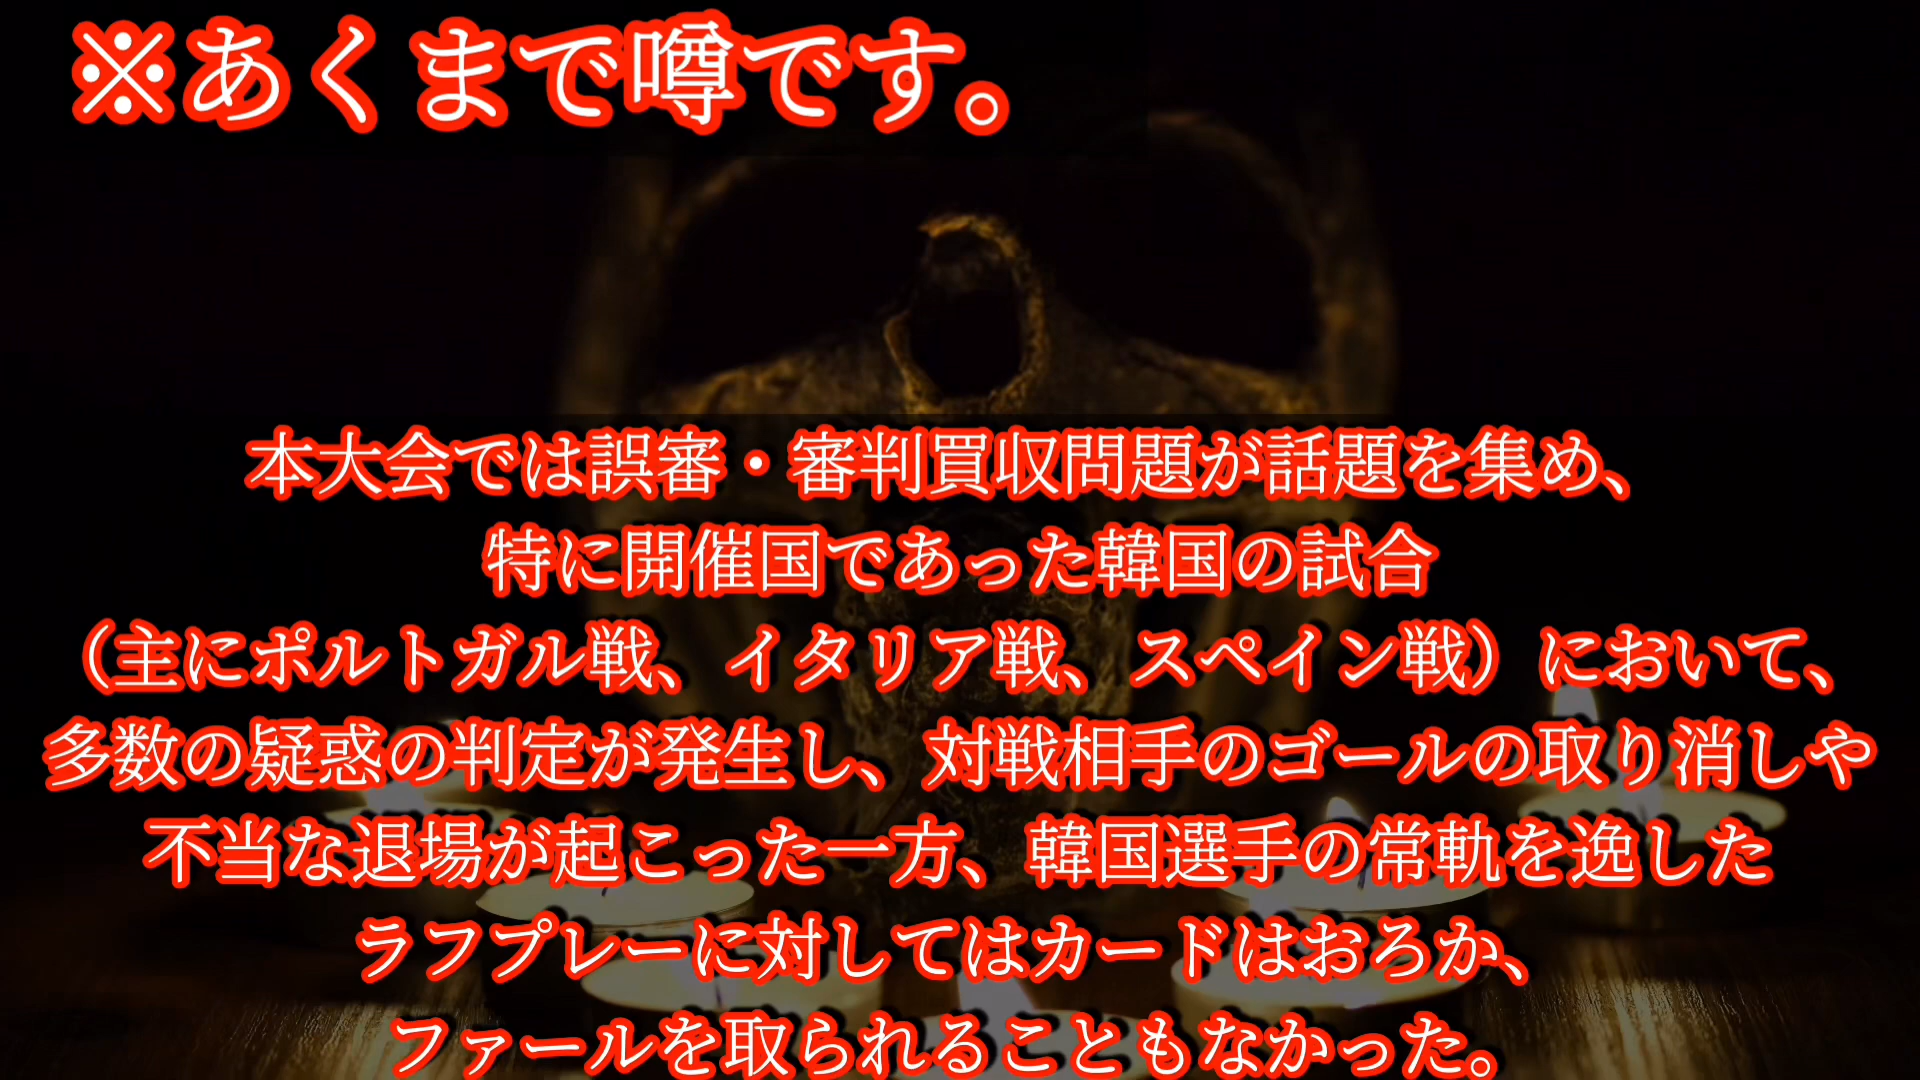 ※あくまで噂です。
本大会では誤審・審判買収問題が話題を集め、
特に開催国であった韓国の試合
（主にポルトガル戦、イタリア戦、スペイン戦）において、
多数の疑惑の判定が発生し、対戦相手のゴールの取り消しや
不当な退場が起こった一方、韓国選手の常軌を逸した
ラフプレーに対してはカードはおろか、
ファールを取られることもなかった。